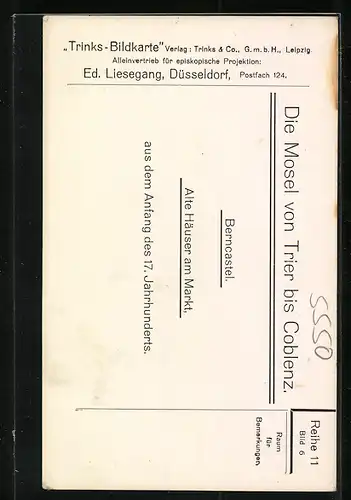 „Trinks-Bildkarte" Verlag: Trinks & Co., G. m. b. H., Leipzig.
Alleinvertrieb für episkopische Projektion:
Ed. Liesegang, Düsseldorf, Postfach 124.
Reihe 11
Bild 6
Die Mosel von Trier bis Coblenz.
5550
Raum
für
Bemerkungen.
Berncastel.
Alte Häuser am Markt.
aus dem Anfang des 17. Jahrhunderts.